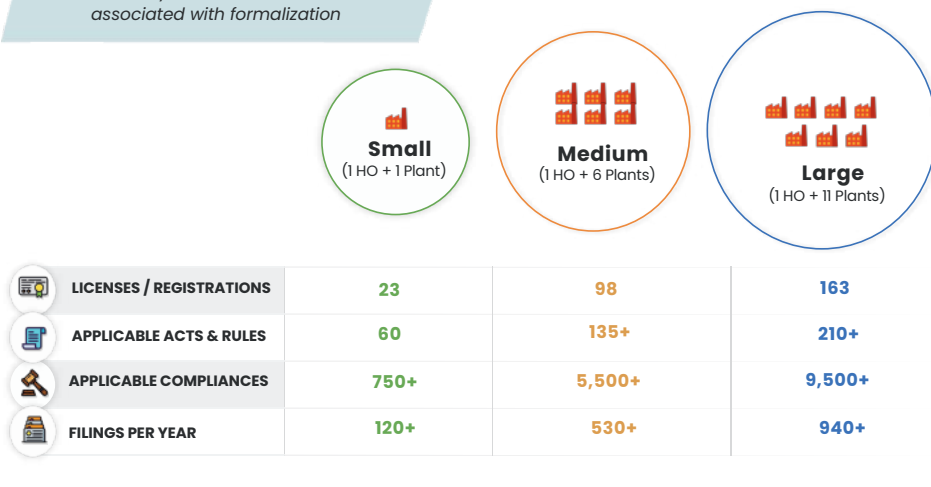 associated with formalization
Small
(1 HO + 1 Plant)
Medium
(1 HO + 6 Plants)
Large
(1 HO + 11 Plants)
LICENSES / REGISTRATIONS 23 98 163
APPLICABLE ACTS & RULES 60 135+ 210+
APPLICABLE COMPLIANCES 750+ 5,500+ 9,500+
FILINGS PER YEAR 120+ 530+ 940+